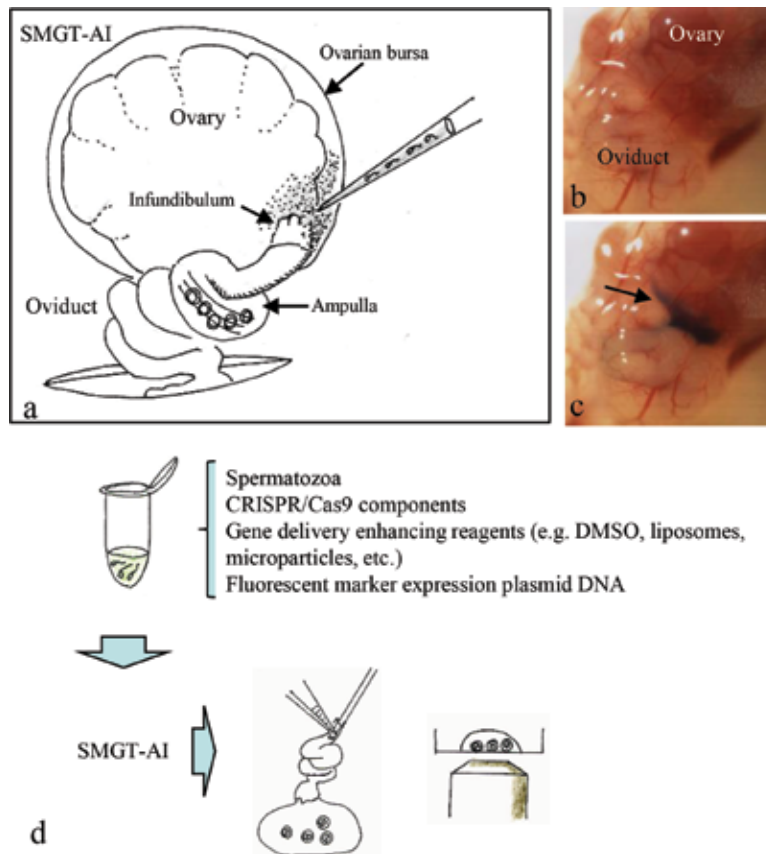 SMGT-AI
Ovarian bursa
Ovary
Infundibulum
Oviduct
Ampulla
a
Ovary
Oviduct
b
c
Spermatozoa
CRISPR/Cas9 components
Gene delivery enhancing reagents (e.g. DMSO, liposomes,
microparticles, etc.)
Fluorescent marker expression plasmid DNA
SMGT-AI
d